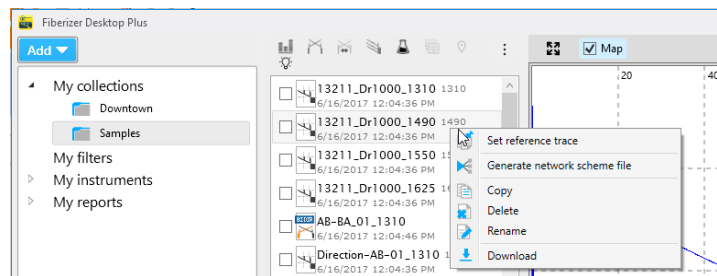 Fiberizer Desktop Plus
Add
Map
My collections
Downtown
Samples
My filters
My instruments
My reports
13211_Dr1000_1310 1310
6/16/2017 12:04:36 PM
13211_Dr1000_1490 1490
6/16/2017 12:04:36 PM
13211_Dr1000_1550
6/16/2017 12:04:36 PM
13211_Dr1000_1625
6/16/2017 12:04:36 PM
BIDIR
AB-BA_01_1310
6/16/2017 12:04:46 PM
Direction-AB-01_1310
6/16/2017 12:04:36 PM
20
Set reference trace
Generate network scheme file
Copy
Delete
Rename
Download